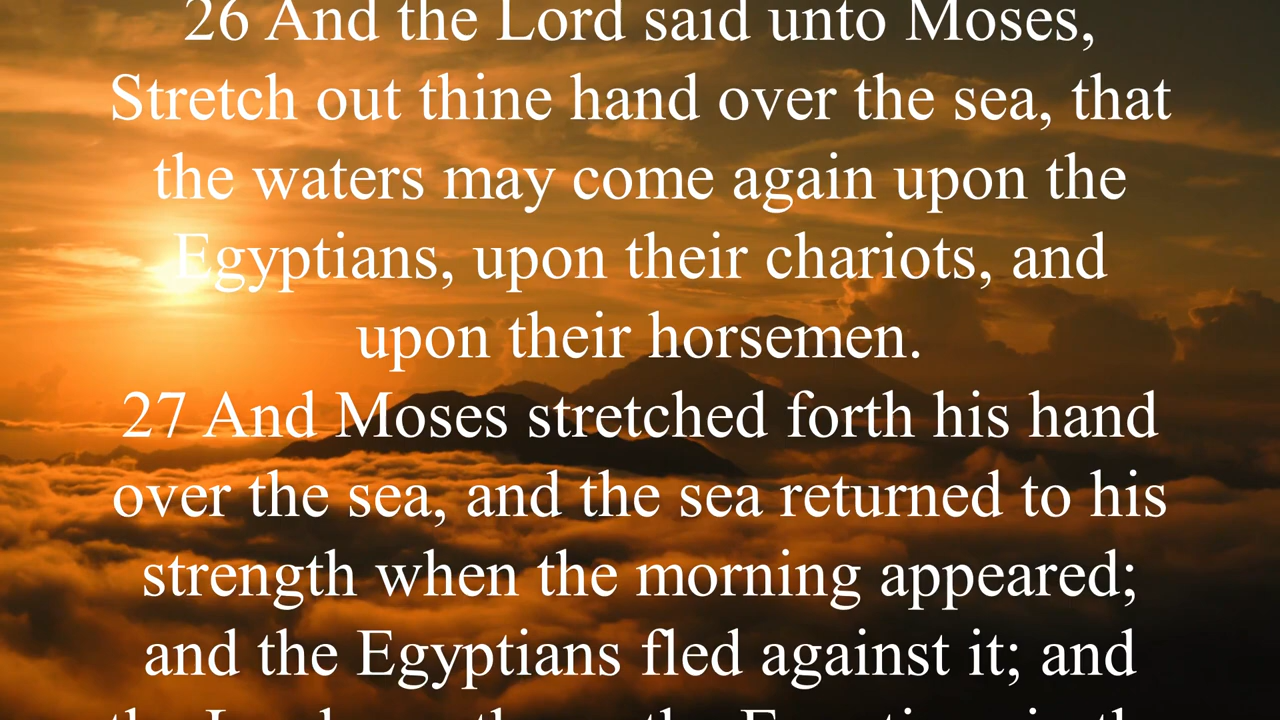 26 And the Lord said unto Moses,
Stretch out thine hand over the sea, that
the waters may come again upon the
Egyptians, upon their chariots, and
upon their horsemen.
27 And Moses stretched forth his hand
over the sea, and the sea returned to his
strength when the morning appeared;
and the Egyptians fled against it; and